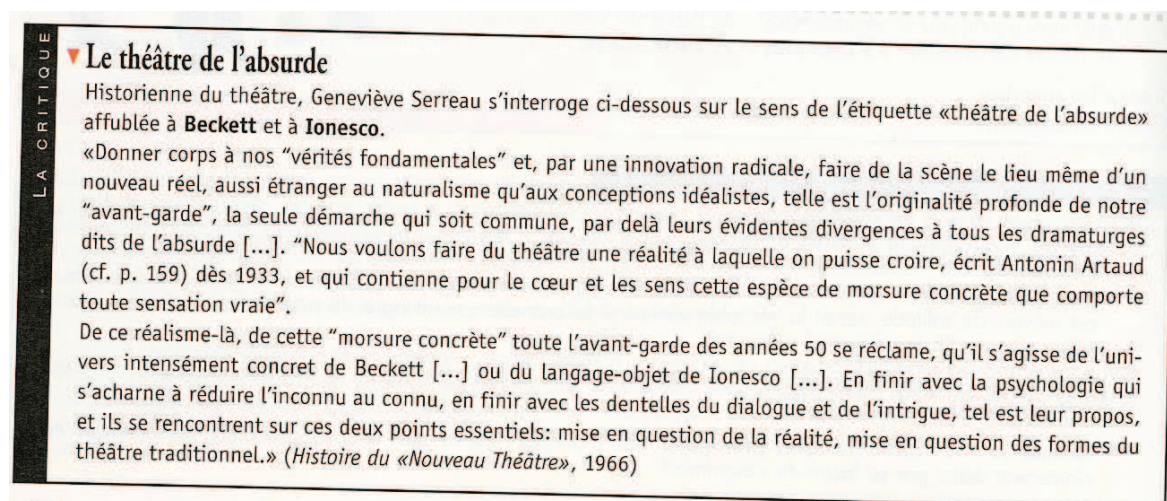 LA CRITIQUE
Le théâtre de l'absurde
Historienne du théâtre, Geneviève Serreau s'interroge ci-dessous sur le sens de l'étiquette «théâtre de l'absurde»
affublée à Beckett et à Ionesco.
«Donner corps à nos "vérités fondamentales" et, par une innovation radicale, faire de la scène le lieu même d'un
nouveau réel, aussi étranger au naturalisme qu'aux conceptions idéalistes, telle est l'originalité profonde de notre
"avant-garde", la seule démarche qui soit commune, par delà leurs évidentes divergences à tous les dramaturges
dits de l'absurde [...]. "Nous voulons faire du théâtre une réalité à laquelle on puisse croire, écrit Antonin Artaud
(cf. p. 159) dès 1933, et qui contienne pour le cœur et les sens cette espèce de morsure concrète que comporte
toute sensation vraie".
De ce réalisme-là, de cette "morsure concrète" toute l'avant-garde des années 50 se réclame, qu'il s'agisse de l'uni-
vers intensément concret de Beckett [...] ou du langage-objet de Ionesco [...]. En finir avec la psychologie qui
s'acharne à réduire l'inconnu au connu, en finir avec les dentelles du dialogue et de l'intrigue, tel est leur propos,
et ils se rencontrent sur ces deux points essentiels: mise en question de la réalité, mise en question des formes du
théâtre traditionnel.» (Histoire du «Nouveau Théâtre», 1966)